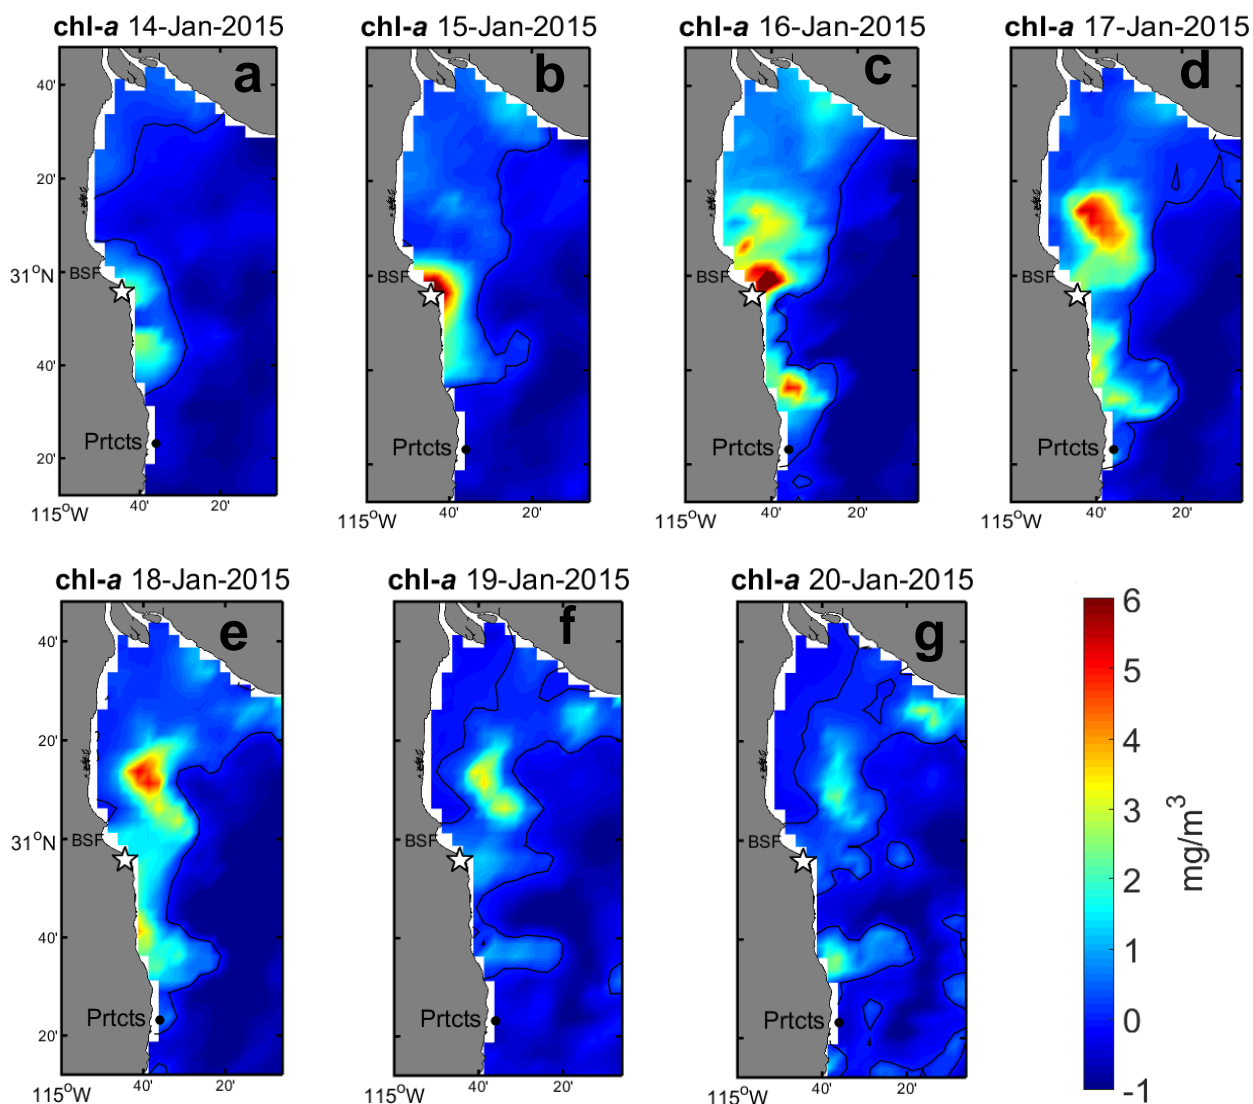 chl-a 14-Jan-2015
chl-a 15-Jan-2015
chl-a 16-Jan-2015
chl-a 17-Jan-2015
a
b
c
d
40'
20'
31°N
40'
20'
BSF
BSF
BSF
BSF
Prtcts
Prtcts
Prtcts
Prtcts
115°W
40'
20'
115°W
40'
20'
115°W
40'
20'
115°W
40'
20'
chl-a 18-Jan-2015
chl-a 19-Jan-2015
chl-a 20-Jan-2015
e
f
g
40'
20'
31°N
40'
20'
BSF
BSF
BSF
Prtcts
Prtcts
Prtcts
115°W
40'
20'
115°W
40'
20'
115°W
40'
20'
6
5
4
3
2
1
0
-1
mg/m³